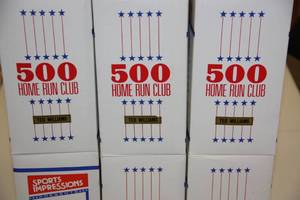 500
HOME RUN CLUB
TED WILLIAMS
500
HOME RUN CLUB
TED WILLIAMS
500
HOME RUN CLUB
TED WILLIAMS
SPORTS
IMPRESSIONS